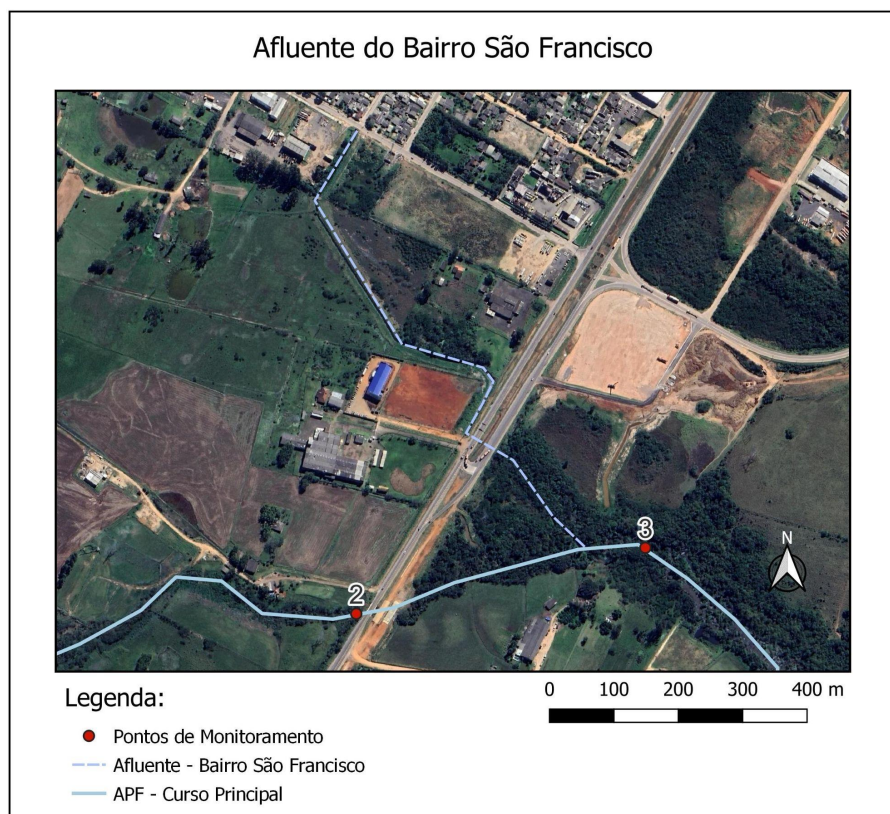 Afluente do Bairro São Francisco
2
3
N
Legenda:
0 100 200 300 400 m
Pontos de Monitoramento
Afluente - Bairro São Francisco
APF - Curso Principal